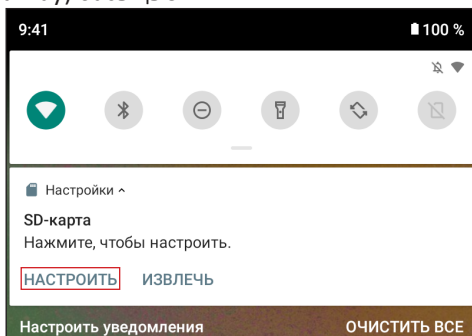 9:41 100 %
Настройки
SD-карта
Нажмите, чтобы настроить.
НАСТРОИТЬ ИЗВЛЕЧЬ
Настроить уведомления ОЧИСТИТЬ ВСЕ